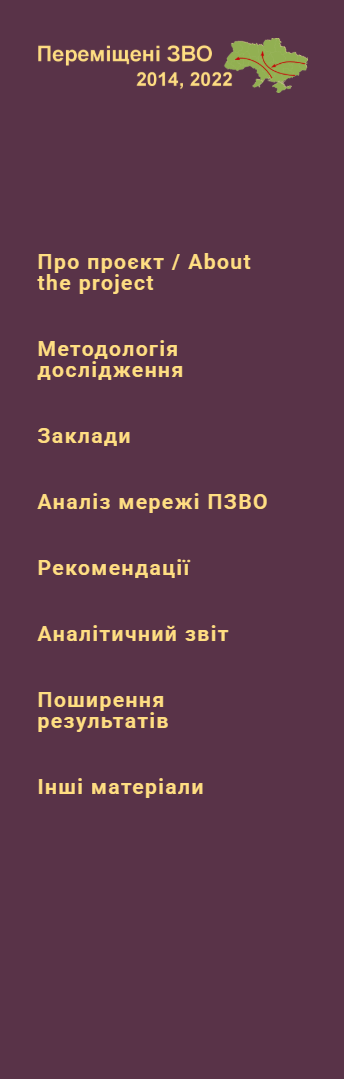 Переміщені ЗВО
2014, 2022
Про проєкт / About
the project
Методологія
дослідження
Заклади
Аналіз мережі ПЗВО
Рекомендації
Аналітичний звіт
Поширення
результатів
Інші матеріали